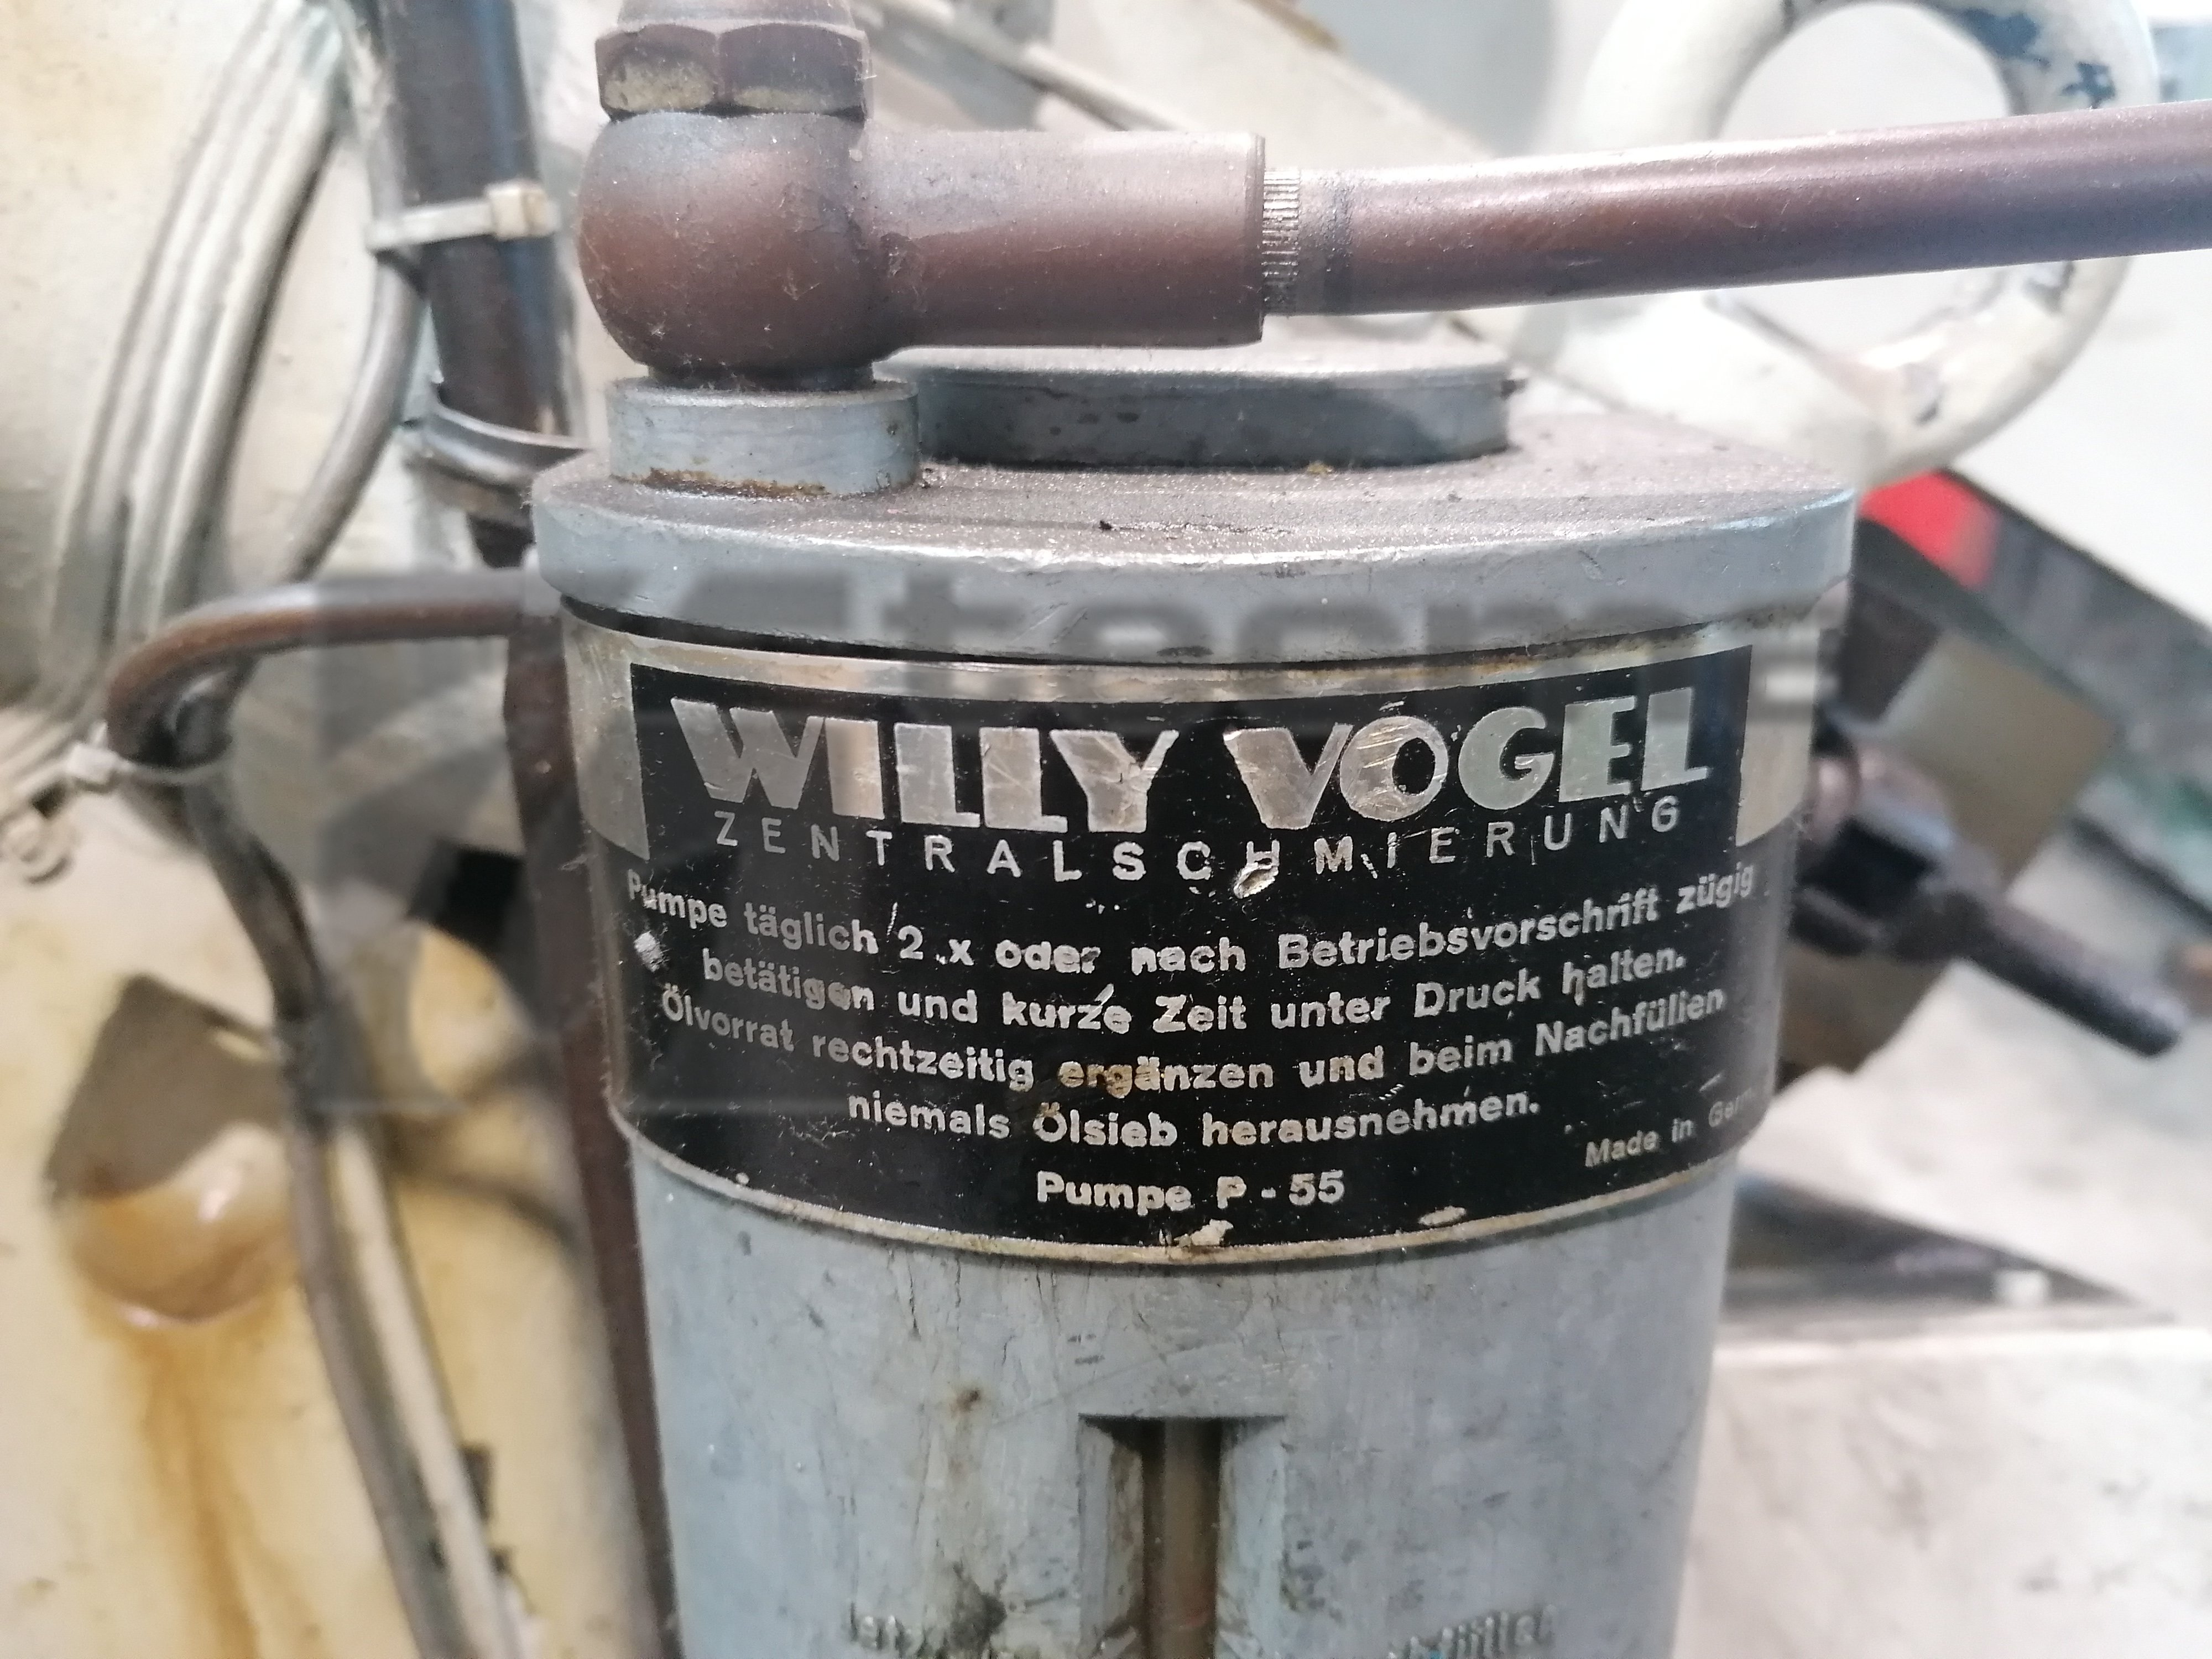 WILLY VOGEL
ZENTRALSCHMIERUNG
Pumpe täglich 2 x oder nach Betriebsvorschrift zügig
betätigen und kurze Zeit unter Druck halten.
Ölvorrat rechtzeitig ergänzen und beim Nachfüllen
niemals Ölsieb herausnehmen.
Made in
Pumpe P - 55